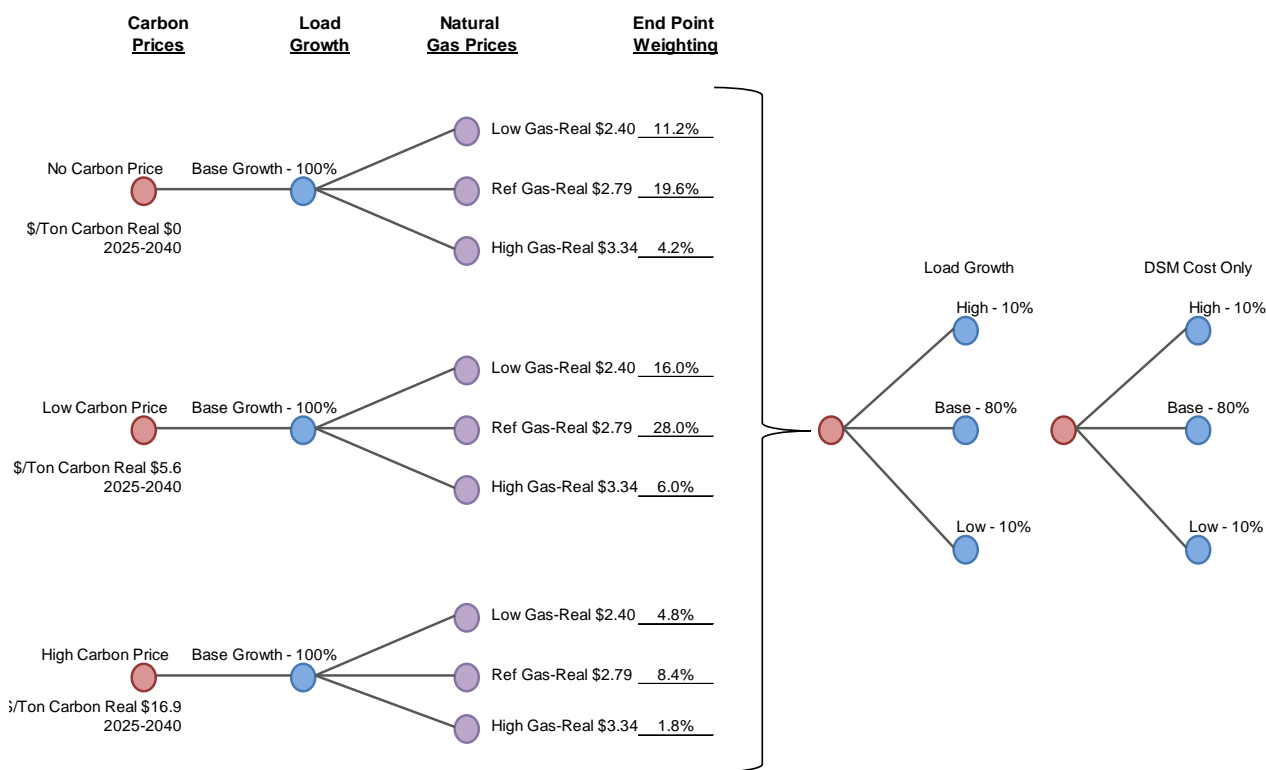 Carbon Prices
Load Growth
Natural Gas Prices
End Point Weighting
No Carbon Price
$/Ton Carbon Real $0
2025-2040
Base Growth - 100%
Low Gas-Real $2.40 11.2%
Ref Gas-Real $2.79 19.6%
High Gas-Real $3.34 4.2%
Low Carbon Price
$/Ton Carbon Real $5.6
2025-2040
Base Growth - 100%
Low Gas-Real $2.40 16.0%
Ref Gas-Real $2.79 28.0%
High Gas-Real $3.34 6.0%
High Carbon Price
$/Ton Carbon Real $16.9
2025-2040
Base Growth - 100%
Low Gas-Real $2.40 4.8%
Ref Gas-Real $2.79 8.4%
High Gas-Real $3.34 1.8%
Load Growth
High - 10%
Base - 80%
Low - 10%
DSM Cost Only
High - 10%
Base - 80%
Low - 10%